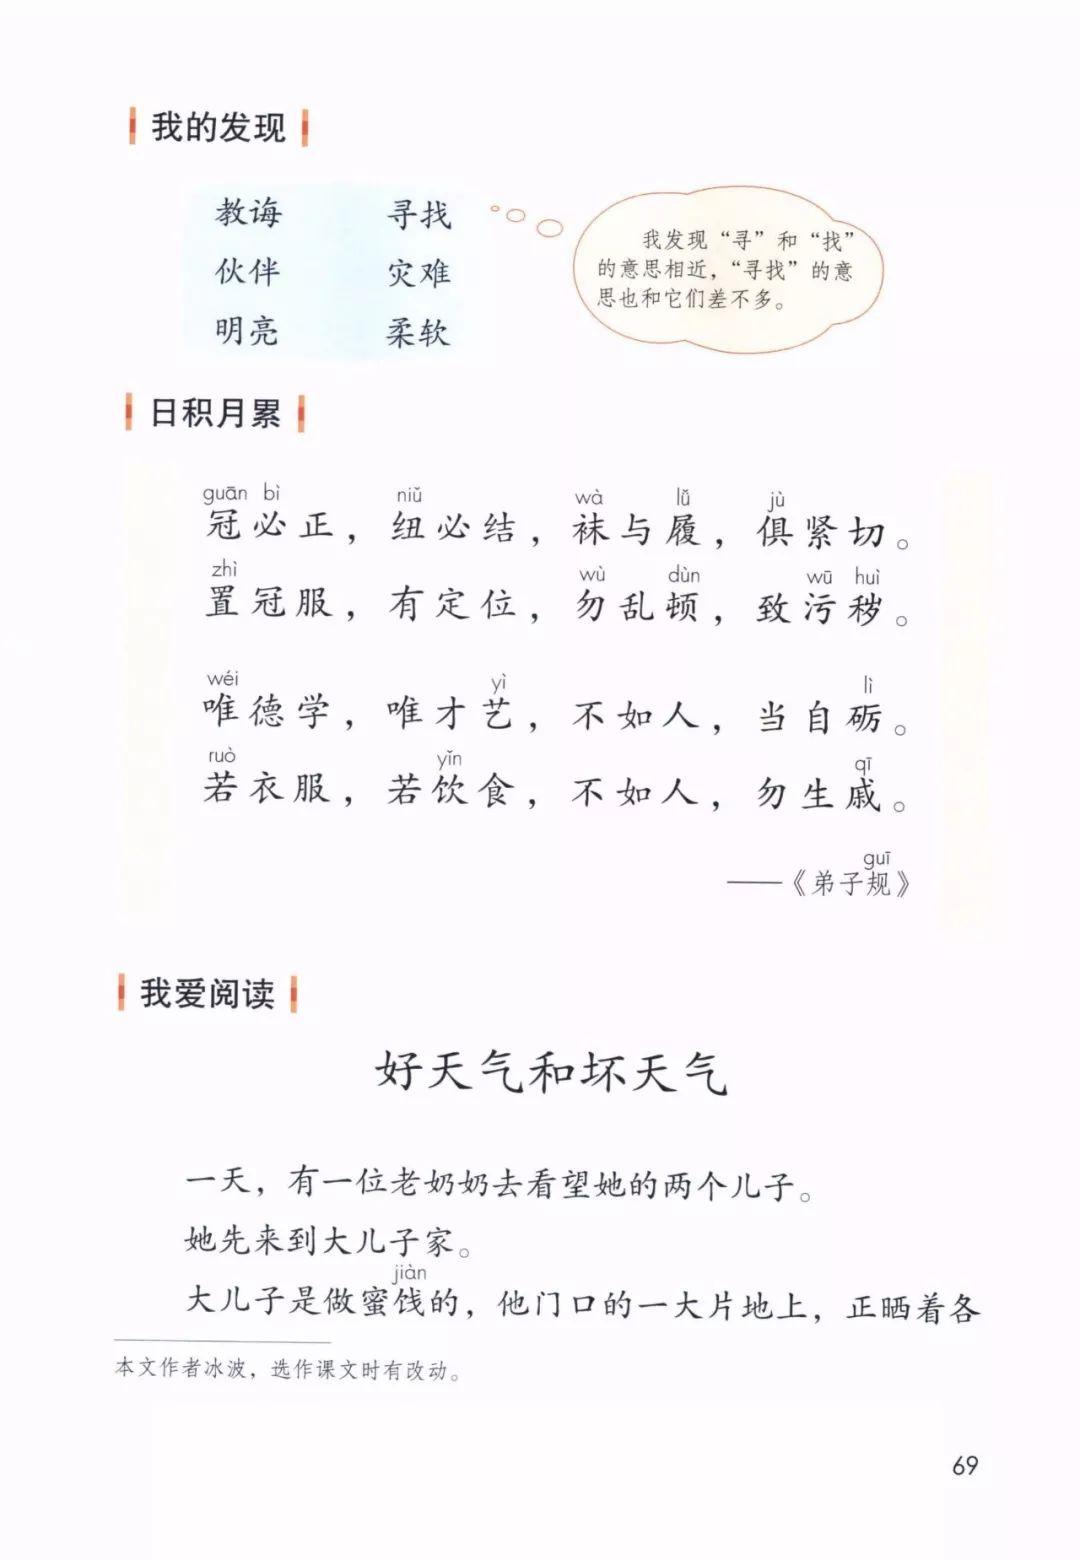 我的发现
教诲 寻找
伙伴 灾难
明亮 柔软
我发现“寻”和“找”
的意思相近，“寻找”的意
思也和它们差不多。
日积月累
guān bì niǔ wà lǚ jù
冠必正，纽必结，袜与履，俱紧切。
zhì wù dùn wū huì
置冠服，有定位，勿乱顿，致污秽。
wéi yì lì
唯德学，唯才艺，不如人，当自砺。
ruò yǐn qī
若衣服，若饮食，不如人，勿生戚。
guī
——《弟子规》
我爱阅读
好天气和坏天气
一天，有一位老奶奶去看望她的两个儿子。
她先来到大儿子家。
jiàn
大儿子是做蜜饯的，他门口的一大片地上，正晒着各
本文作者冰波，选作课文时有改动。
69